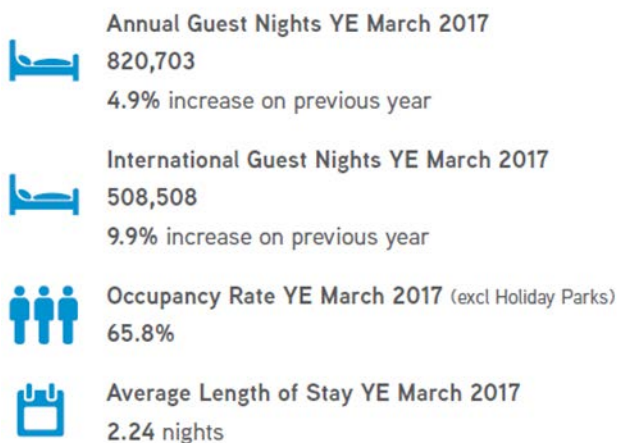 Annual Guest Nights YE March 2017
820,703
4.9% increase on previous year
International Guest Nights YE March 2017
508,508
9.9% increase on previous year
Occupancy Rate YE March 2017 (excl Holiday Parks)
65.8%
Average Length of Stay YE March 2017
2.24 nights